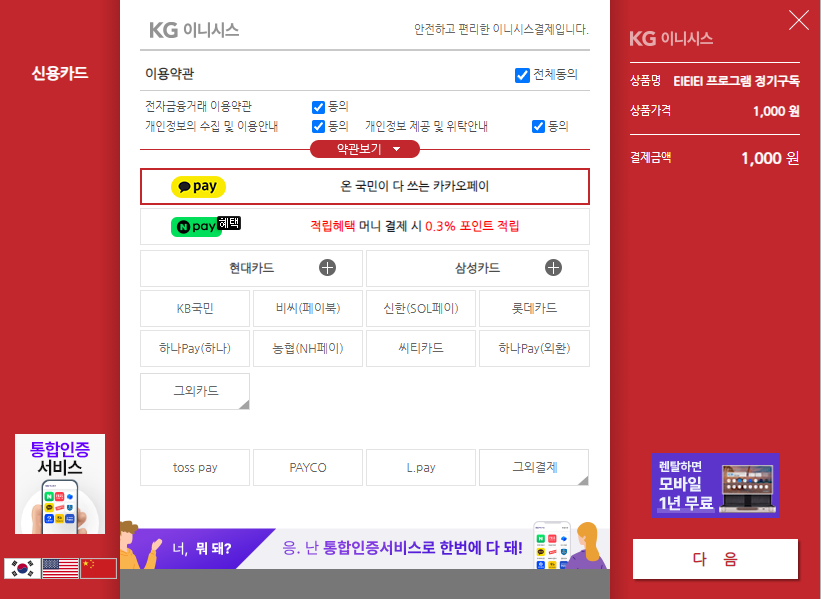 신용카드
통합인증
서비스
KG 이니시스
안전하고 편리한 이니시스결제입니다.
이용약관
전체동의
전자금융거래 이용약관 동의
개인정보의 수집 및 이용안내 동의 개인정보 제공 및 위탁안내 동의
약관보기
pay 온 국민이 다 쓰는 카카오페이
N pay 혜택 적립혜택 머니 결제 시 0.3% 포인트 적립
현대카드 삼성카드
KB국민 비씨(페이북) 신한(SOL페이) 롯데카드
하나Pay(하나) 농협(NH페이) 씨티카드 하나Pay(외환)
그외카드
toss pay PAYCO L.pay 그외결제
너, 뭐 돼? 응. 난 통합인증서비스로 한번에 다 돼!
KG 이니시스
상품명 EIEIEI 프로그램 정기구독
상품가격 1,000 원
결제금액 1,000 원
렌탈하면
모바일
1년 무료
다 음